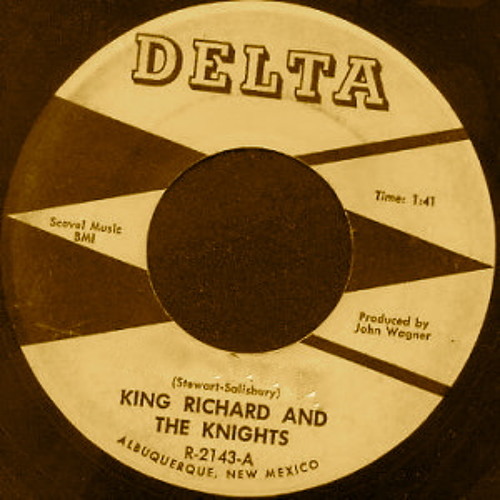 DELTA
Time: 1:41
Scaval Music
BMI
Produced by
John Wagner
(Stewart-Salisbury)
KING RICHARD AND
THE KNIGHTS
R-2143-A
ALBUQUERQUE, NEW MEXICO